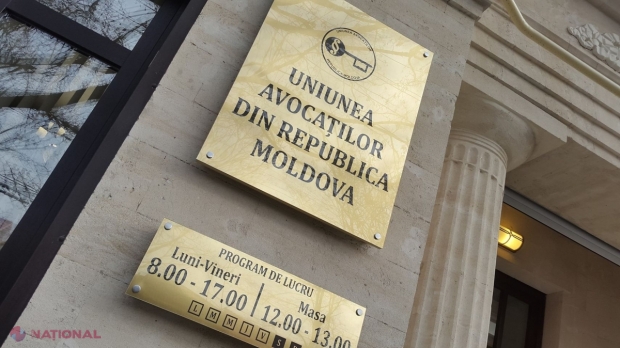 UNIUNEA
AVOCAȚILOR
DIN REPUBLICA
MOLDOVA
PROGRAM DE LUCRU
Luni-Vineri
8.00 - 17.00
Masa
12.00 - 13.00
L M M J V S
NAȚIONAL